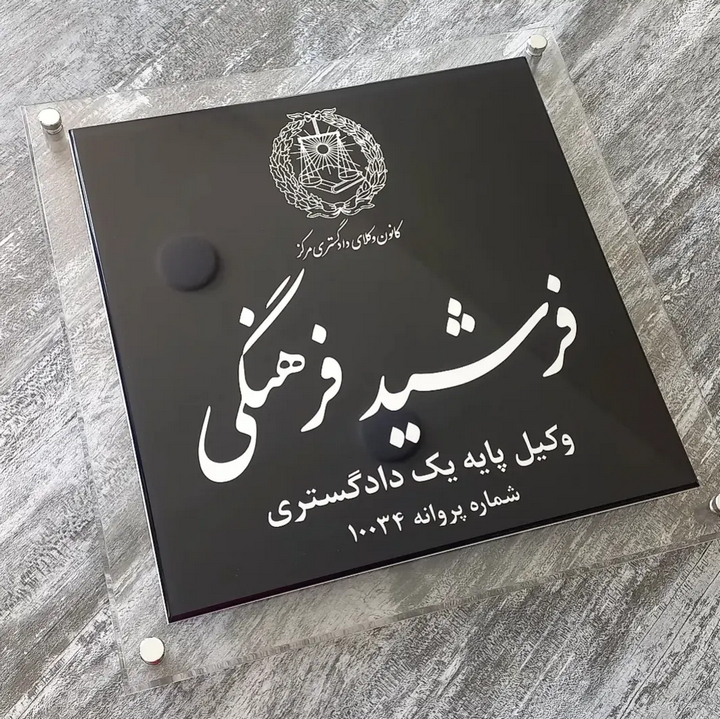 کانون وکلای دادگستری مرکز
فرشید فرهنگی
وکیل پایه یک دادگستری
شماره پروانه ۱۰۰۳۴